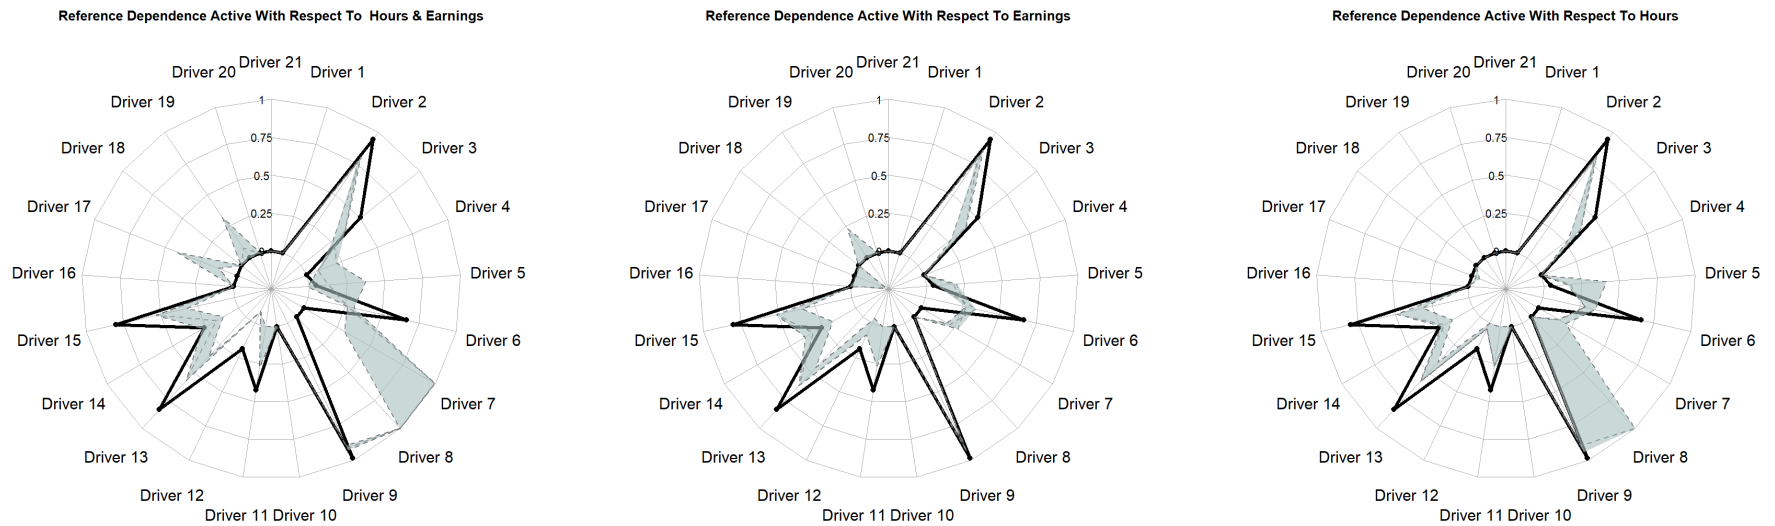 Reference Dependence Active With Respect To  Hours & Earnings
Driver 21
Driver 1
Driver 2
Driver 3
Driver 4
Driver 5
Driver 6
Driver 7
Driver 8
Driver 9
Driver 10
Driver 11
Driver 12
Driver 13
Driver 14
Driver 15
Driver 16
Driver 17
Driver 18
Driver 19
Driver 20
1
0.75
0.5
0.25
0
Reference Dependence Active With Respect To Earnings
Driver 21
Driver 1
Driver 2
Driver 3
Driver 4
Driver 5
Driver 6
Driver 7
Driver 8
Driver 9
Driver 10
Driver 11
Driver 12
Driver 13
Driver 14
Driver 15
Driver 16
Driver 17
Driver 18
Driver 19
Driver 20
1
0.75
0.5
0.25
0
Reference Dependence Active With Respect To Hours
Driver 21
Driver 1
Driver 2
Driver 3
Driver 4
Driver 5
Driver 6
Driver 7
Driver 8
Driver 9
Driver 10
Driver 11
Driver 12
Driver 13
Driver 14
Driver 15
Driver 16
Driver 17
Driver 18
Driver 19
Driver 20
1
0.75
0.5
0.25
0